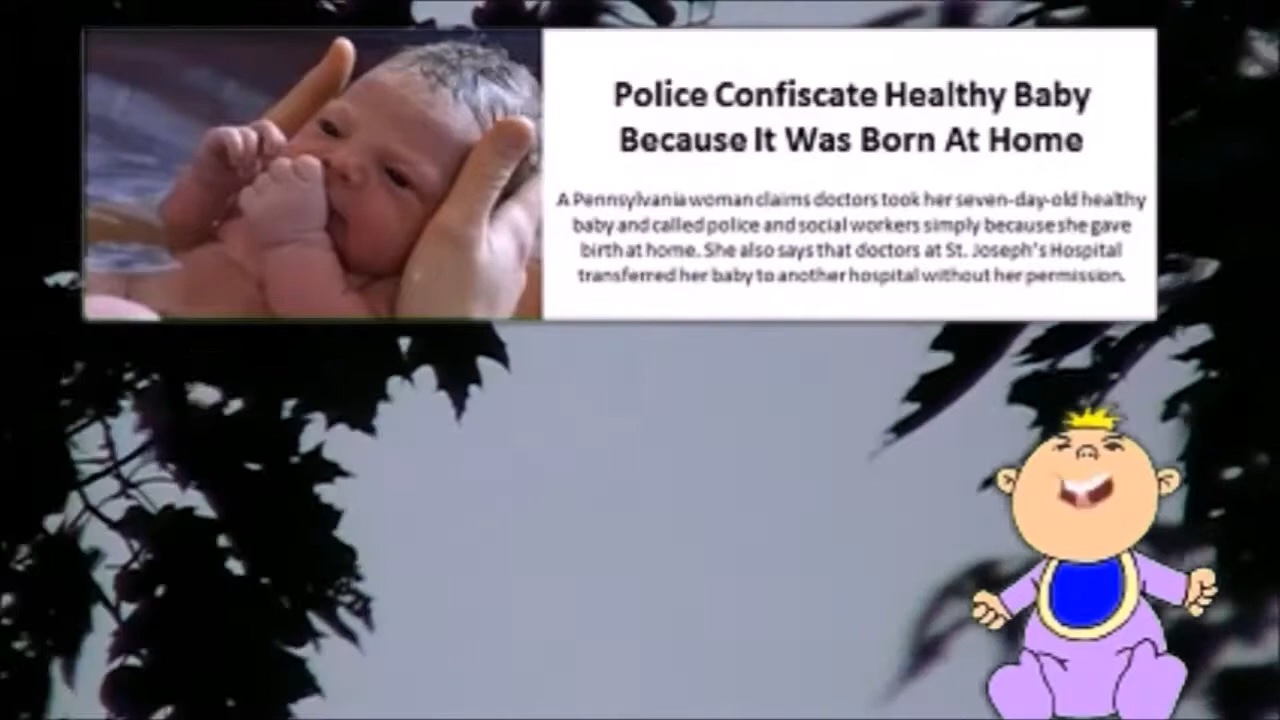 Police Confiscate Healthy Baby
Because It Was Born At Home
A Pennsylvania woman claims doctors took her seven-day-old healthy
baby and called police and social workers simply because she gave
birth at home. She also says that doctors at St. Joseph's Hospital
transferred her baby to another hospital without her permission.